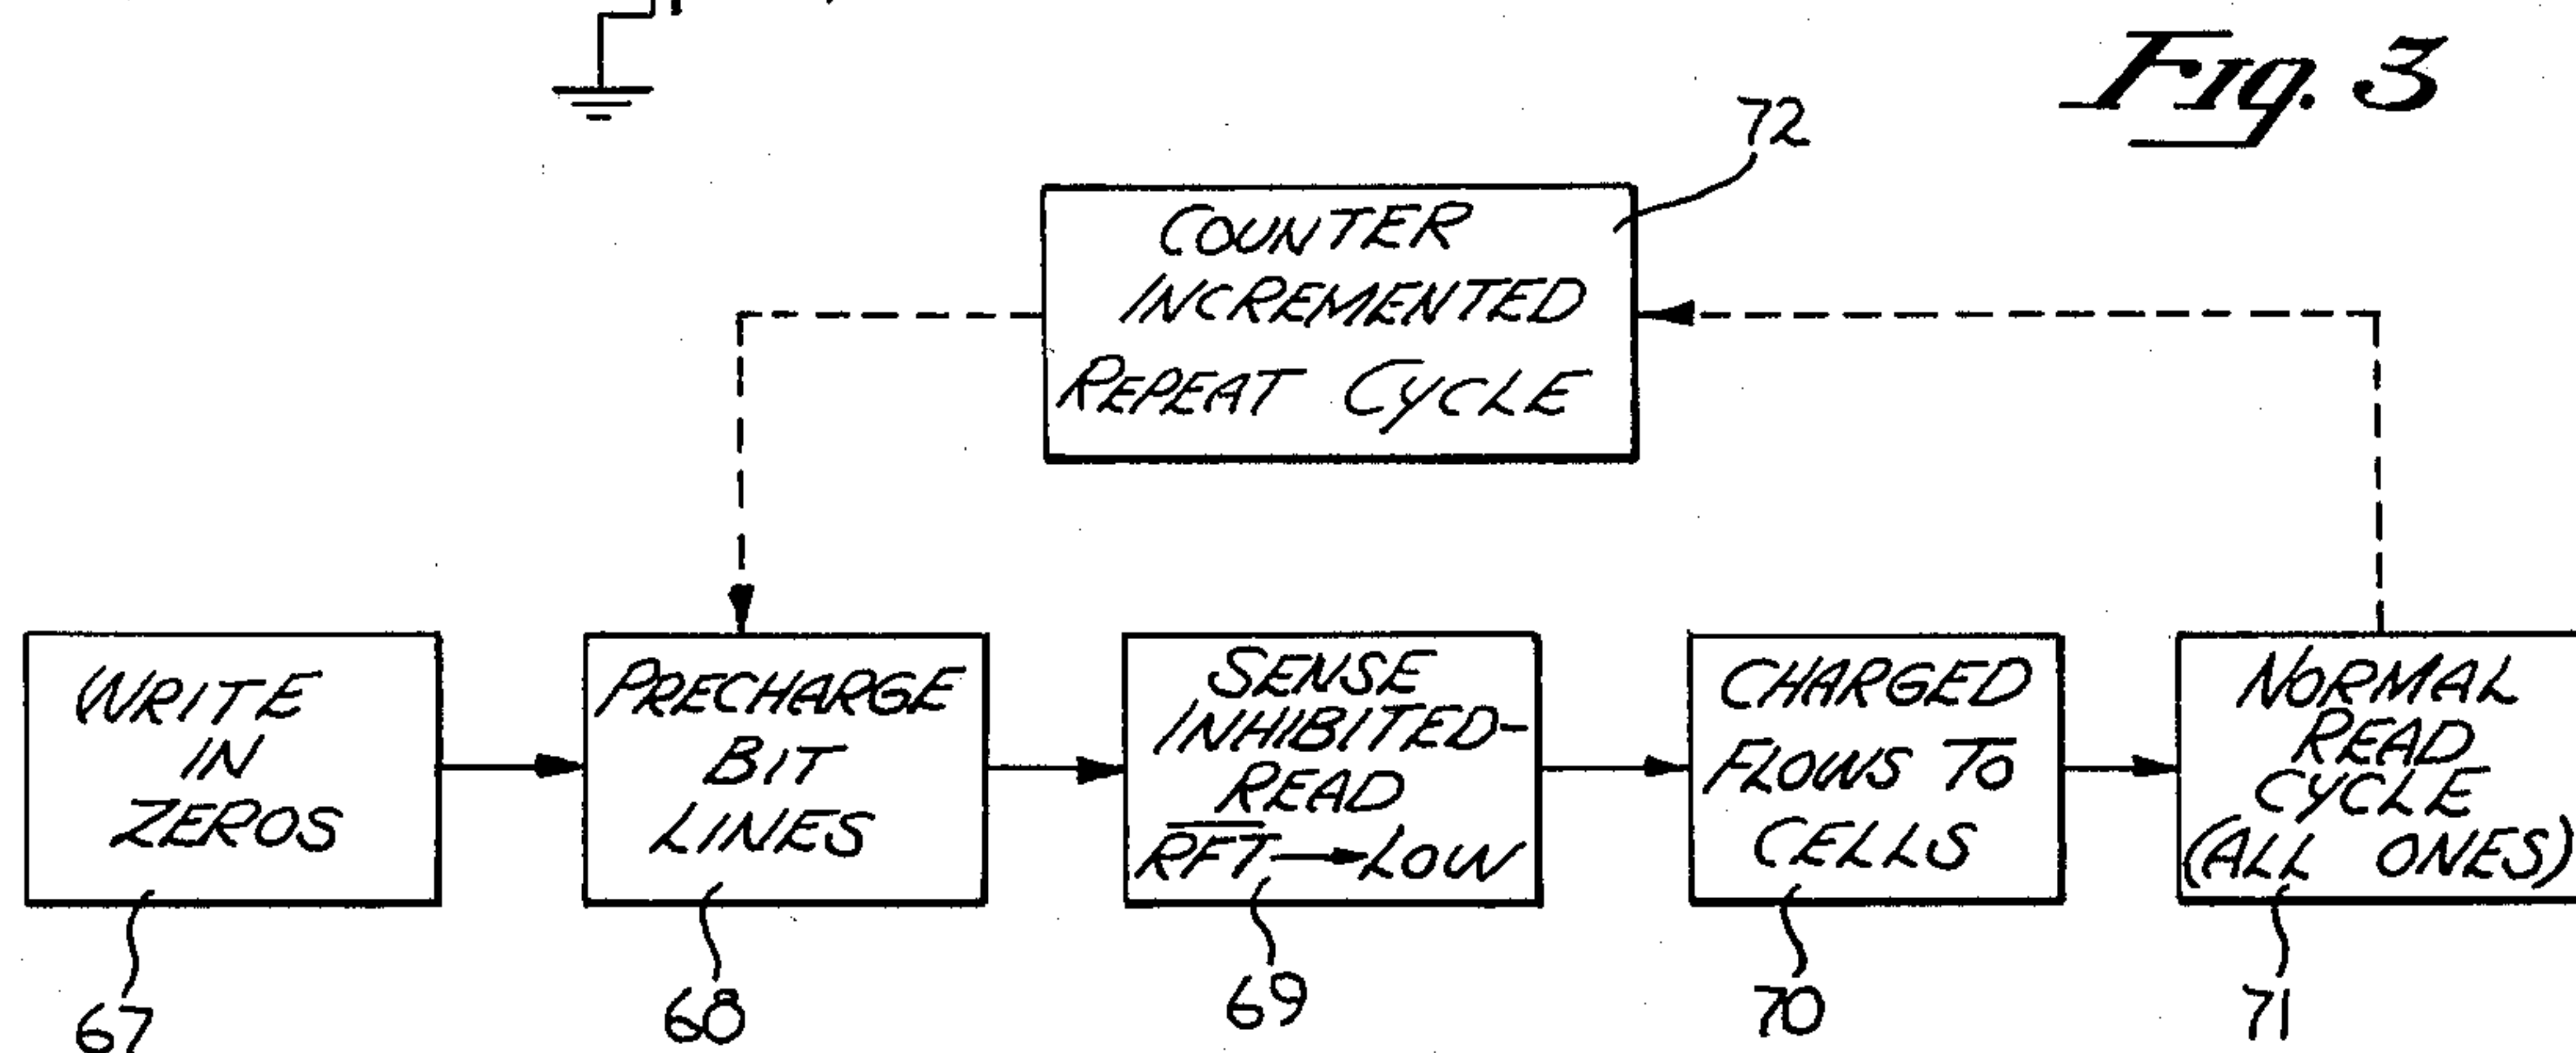 Fig. 3
72
COUNTER
INCREMENTED
REPEAT CYCLE
WRITE
IN
ZEROS
PRECHARGE
BIT
LINES
SENSE
INHIBITED-
READ
R̅F̅T̅→LOW
CHARGED
FLOWS TO
CELLS
NORMAL
READ
CYCLE
(ALL ONES)
67
68
69
70
71